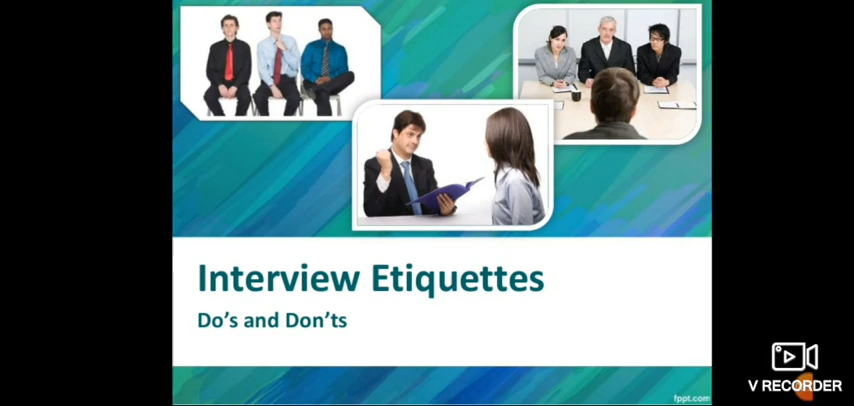 Interview Etiquettes
Do's and Don'ts
V RECORDER
fppt.com